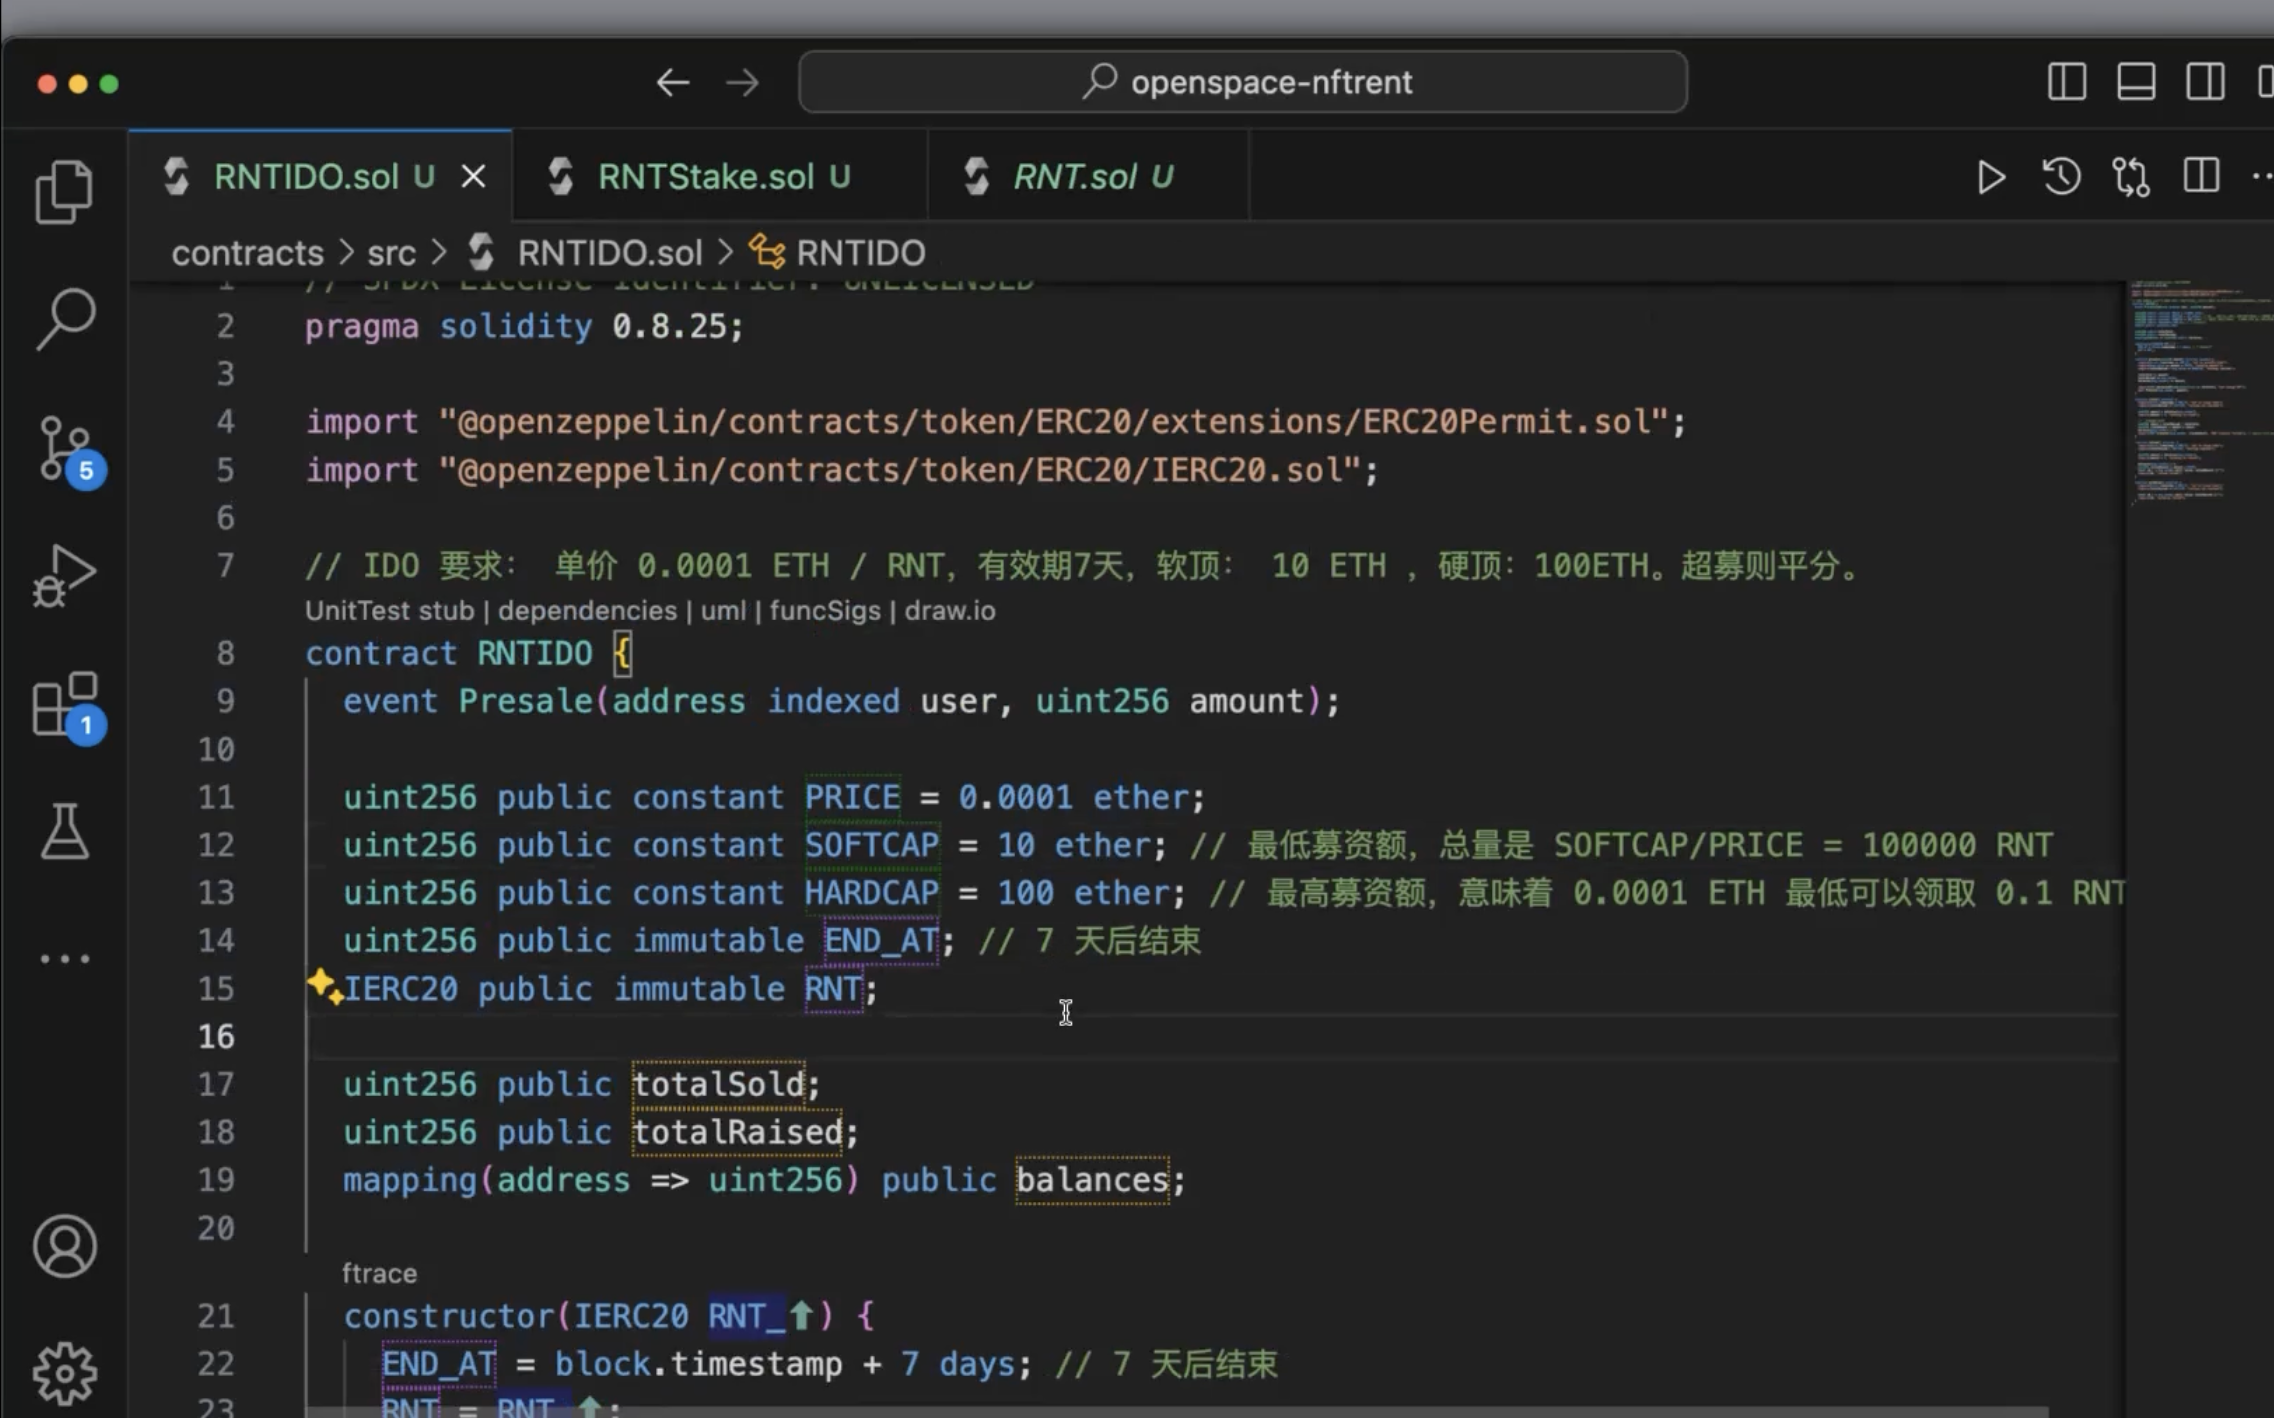 openspace-nftrent
RNTIDO.sol U
RNTStake.sol U
RNT.sol U
contracts > src > RNTIDO.sol > RNTIDO
1 // SPDX-License-Identifier: UNLICENSED
2 pragma solidity 0.8.25;
3
4 import "@openzeppelin/contracts/token/ERC20/extensions/ERC20Permit.sol";
5 import "@openzeppelin/contracts/token/ERC20/IERC20.sol";
6
7 // IDO 要求： 单价 0.0001 ETH / RNT，有效期7天，软顶： 10 ETH ，硬顶：100ETH。超募则平分。
UnitTest stub | dependencies | uml | funcSigs | draw.io
8 contract RNTIDO {
9 event Presale(address indexed user, uint256 amount);
10
11 uint256 public constant PRICE = 0.0001 ether;
12 uint256 public constant SOFTCAP = 10 ether; // 最低募资额，总量是 SOFTCAP/PRICE = 100000 RNT
13 uint256 public constant HARDCAP = 100 ether; // 最高募资额，意味着 0.0001 ETH 最低可以领取 0.1 RNT
14 uint256 public immutable END_AT; // 7 天后结束
15 IERC20 public immutable RNT;
16
17 uint256 public totalSold;
18 uint256 public totalRaised;
19 mapping(address => uint256) public balances;
20
ftrace
21 constructor(IERC20 RNT_⬆) {
22 END_AT = block.timestamp + 7 days; // 7 天后结束
23 RNT = RNT_⬆;
5
1